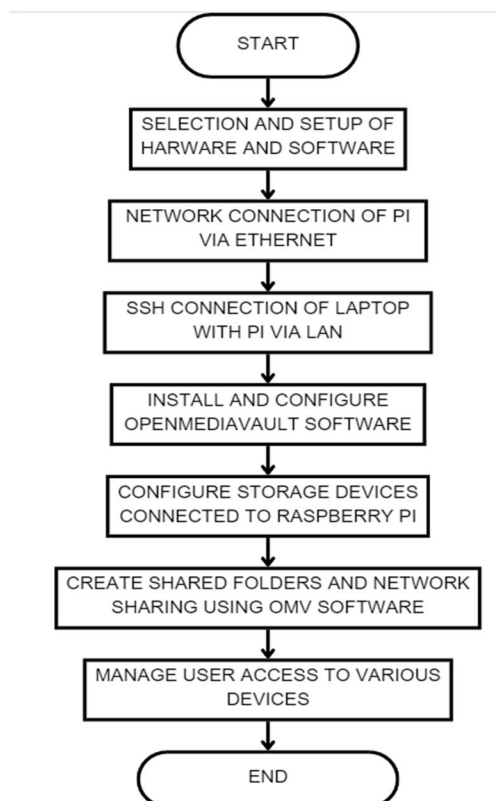 START
SELECTION AND SETUP OF
HARWARE AND SOFTWARE
NETWORK CONNECTION OF PI
VIA ETHERNET
SSH CONNECTION OF LAPTOP
WITH PI VIA LAN
INSTALL AND CONFIGURE
OPENMEDIAVAULT SOFTWARE
CONFIGURE STORAGE DEVICES
CONNECTED TO RASPBERRY PI
CREATE SHARED FOLDERS AND NETWORK
SHARING USING OMV SOFTWARE
MANAGE USER ACCESS TO VARIOUS
DEVICES
END